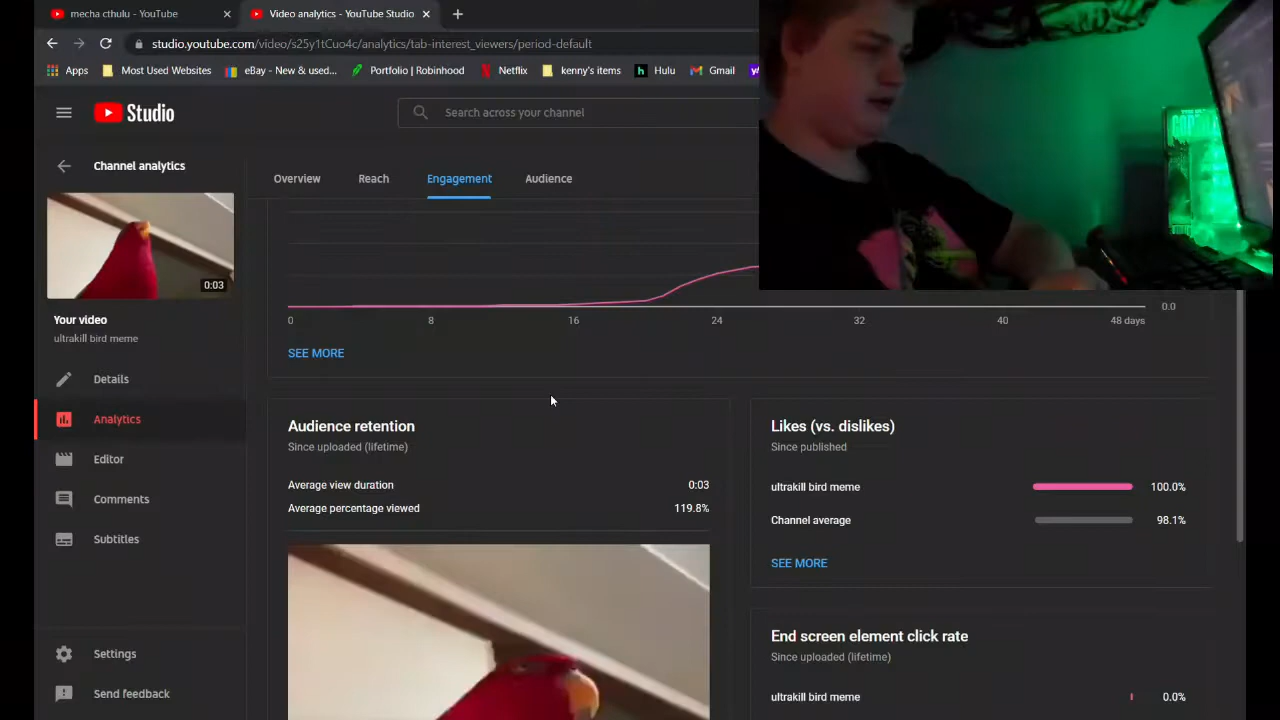 mecha cthulu - YouTube
Video analytics - YouTube Studio
studio.youtube.com/video/s25y1tCuo4c/analytics/tab-interest_viewers/period-default
Apps
Most Used Websites
eBay - New & used...
Portfolio | Robinhood
Netflix
kenny's items
Hulu
Gmail
Studio
Search across your channel
Channel analytics
Overview
Reach
Engagement
Audience
0:03
Your video
ultrakill bird meme
Details
Analytics
Editor
Comments
Subtitles
Settings
Send feedback
0.0
0
8
16
24
32
40
48 days
SEE MORE
Audience retention
Since uploaded (lifetime)
Average view duration
0:03
Average percentage viewed
119.8%
Likes (vs. dislikes)
Since published
ultrakill bird meme
100.0%
Channel average
98.1%
SEE MORE
End screen element click rate
Since uploaded (lifetime)
ultrakill bird meme
0.0%